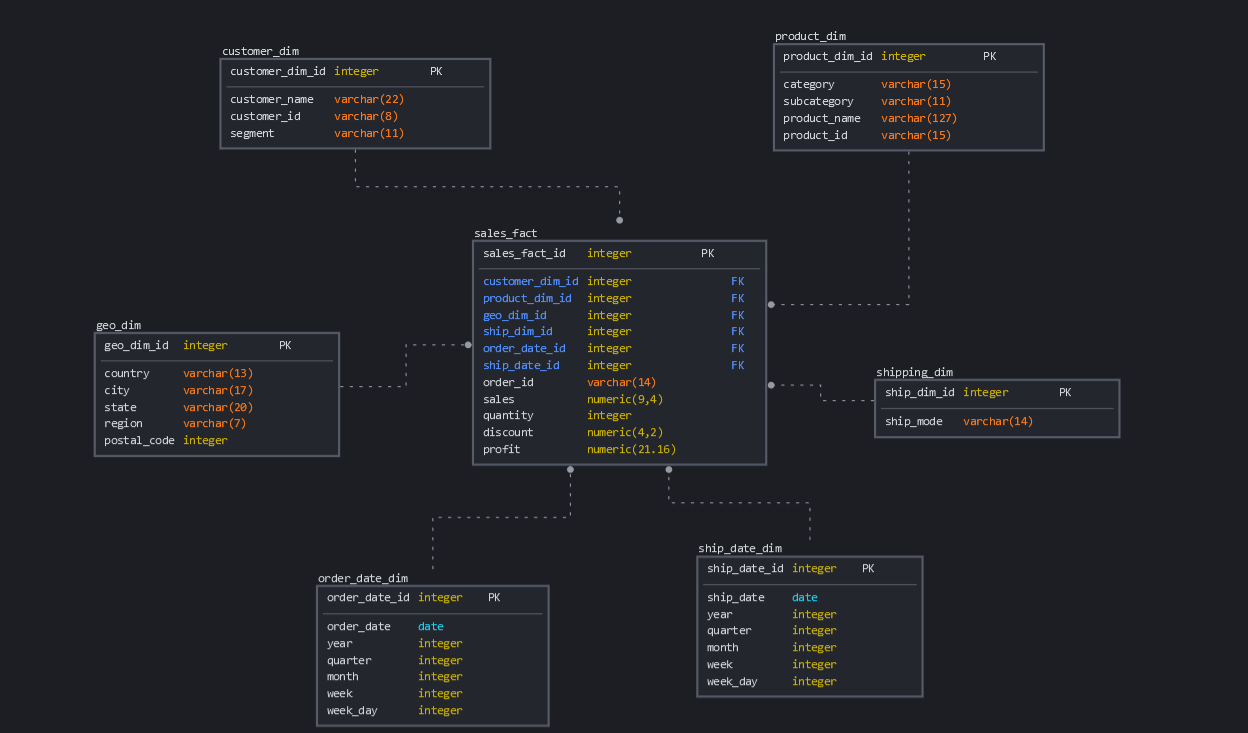 customer_dim
customer_dim_id integer PK
customer_name varchar(22)
customer_id varchar(8)
segment varchar(11)
product_dim
product_dim_id integer PK
category varchar(15)
subcategory varchar(11)
product_name varchar(127)
product_id varchar(15)
sales_fact
sales_fact_id integer PK
customer_dim_id integer FK
product_dim_id integer FK
geo_dim_id integer FK
ship_dim_id integer FK
order_date_id integer FK
ship_date_id integer FK
order_id varchar(14)
sales numeric(9,4)
quantity integer
discount numeric(4,2)
profit numeric(21.16)
geo_dim
geo_dim_id integer PK
country varchar(13)
city varchar(17)
state varchar(20)
region varchar(7)
postal_code integer
shipping_dim
ship_dim_id integer PK
ship_mode varchar(14)
order_date_dim
order_date_id integer PK
order_date date
year integer
quarter integer
month integer
week integer
week_day integer
ship_date_dim
ship_date_id integer PK
ship_date date
year integer
quarter integer
month integer
week integer
week_day integer